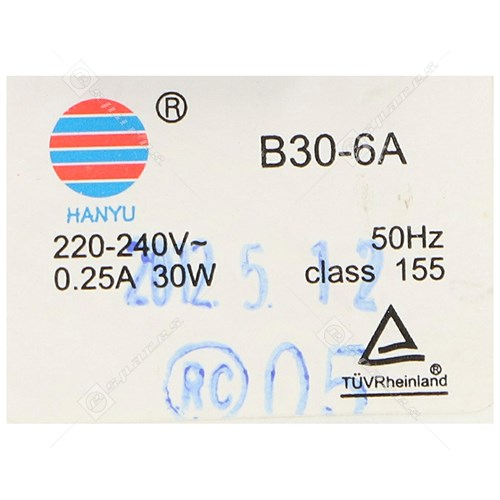 ®
B30-6A
HANYU
220-240V~ 50Hz
0.25A 30W class 155
2012.5.12
RC 05
TÜVRheinland®